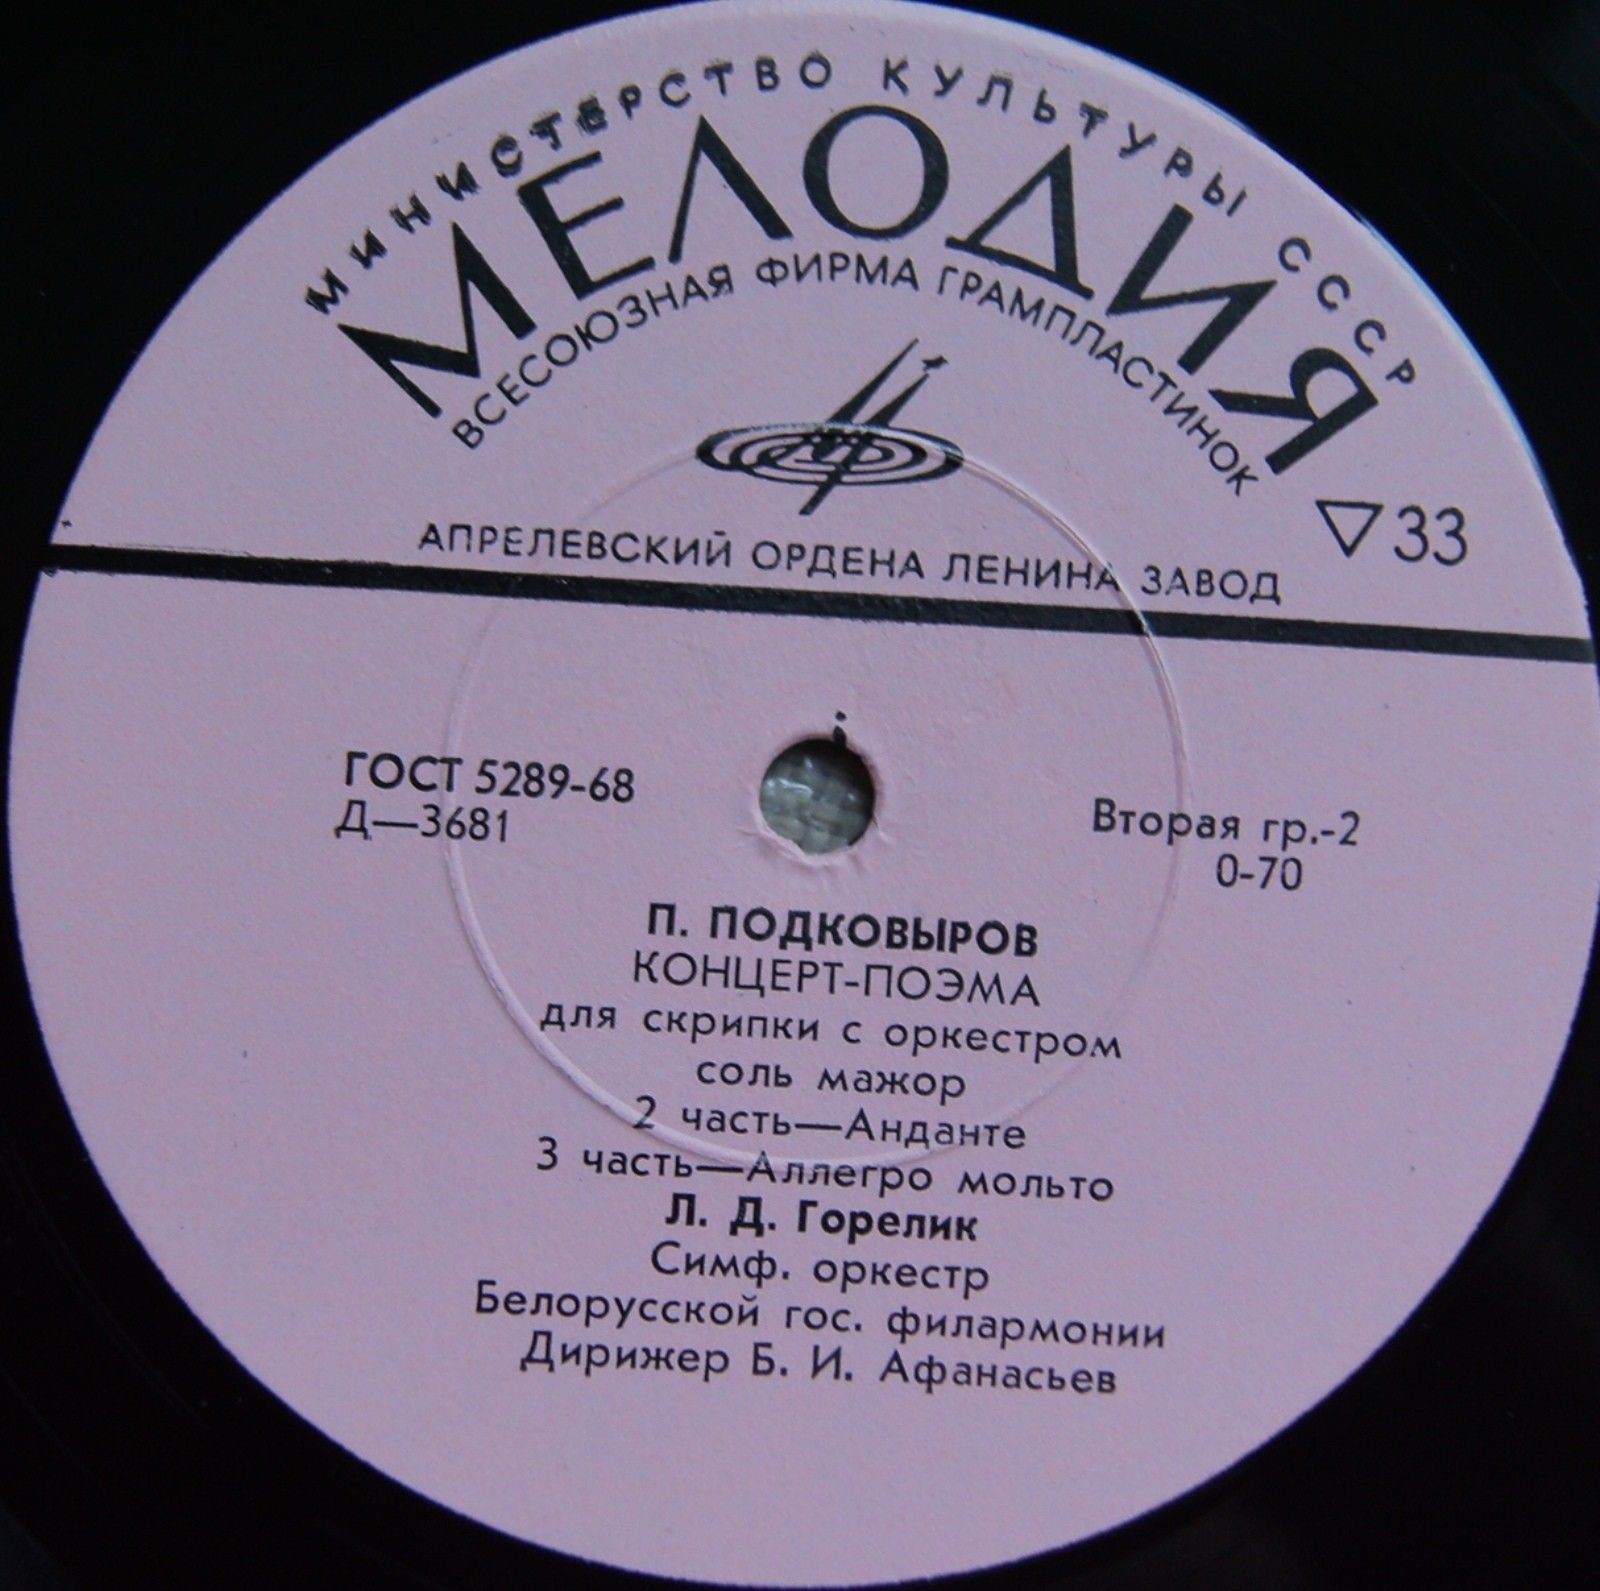 МИНИСТЕРСТВО КУЛЬТУРЫ СССР
МЕЛОДИЯ
ВСЕСОЮЗНАЯ ФИРМА ГРАМПЛАСТИНОК
▽33
АПРЕЛЕВСКИЙ ОРДЕНА ЛЕНИНА ЗАВОД
ГОСТ 5289-68
Д—3681
Вторая гр.-2
0-70
П. ПОДКОВЫРОВ
КОНЦЕРТ-ПОЭМА
для скрипки с оркестром
соль мажор
2 часть—Анданте
3 часть—Аллегро мольто
Л. Д. Горелик
Симф. оркестр
Белорусской гос. филармонии
Дирижер Б. И. Афанасьев